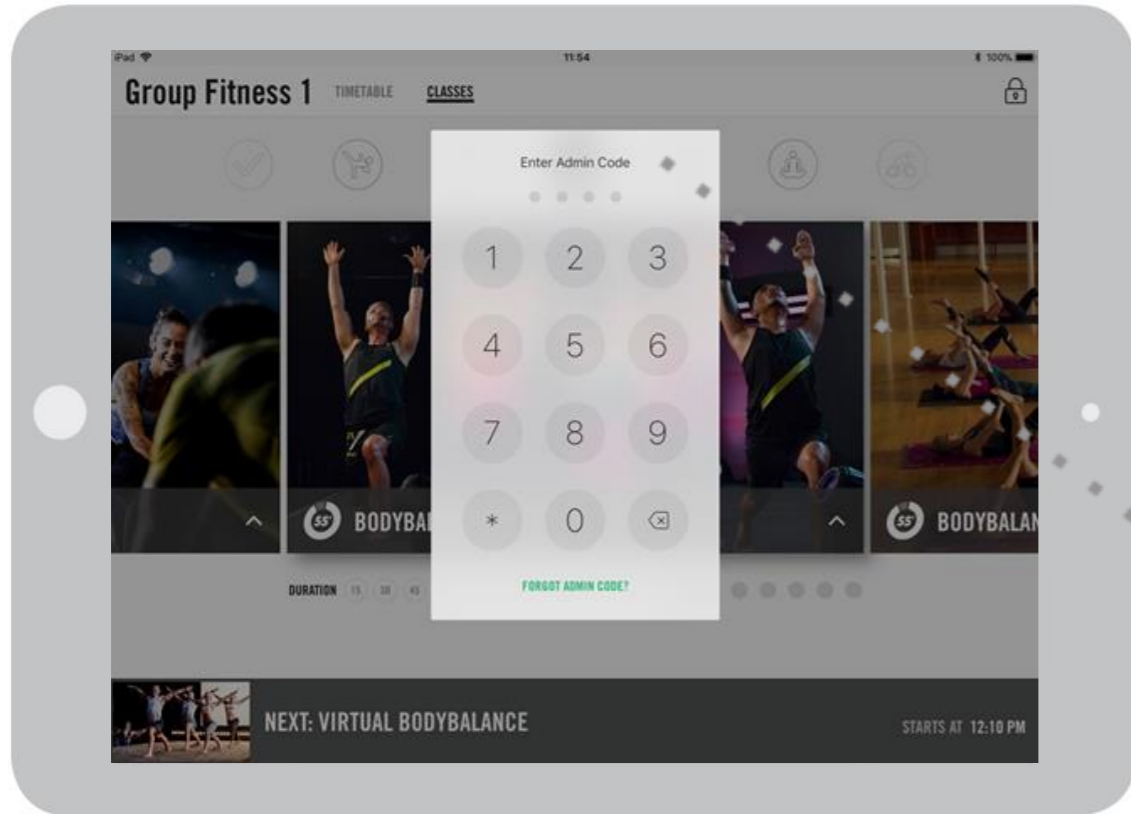 iPad 11:54 100%
Group Fitness 1 TIMETABLE CLASSES
Enter Admin Code
1 2 3
4 5 6
7 8 9
* 0
55' BODYBA
55' BODYBALAN
DURATION 15 30 45
FORGOT ADMIN CODE?
NEXT: VIRTUAL BODYBALANCE
STARTS AT 12:10 PM